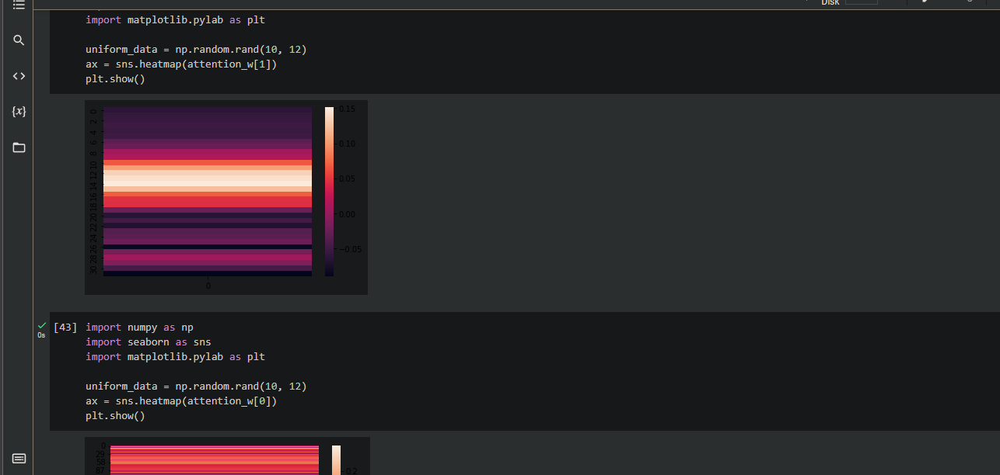 Disk
import matplotlib.pylab as plt
uniform_data = np.random.rand(10, 12)
ax = sns.heatmap(attention_w[1])
plt.show()
{x}
0.15
0.10
0.05
0.00
-0.05
0
2
4
6
8
10
12
14
16
18
20
22
24
26
28
30
0
[43]
0s
import numpy as np
import seaborn as sns
import matplotlib.pylab as plt
uniform_data = np.random.rand(10, 12)
ax = sns.heatmap(attention_w[0])
plt.show()
0
29
58
87
0.2